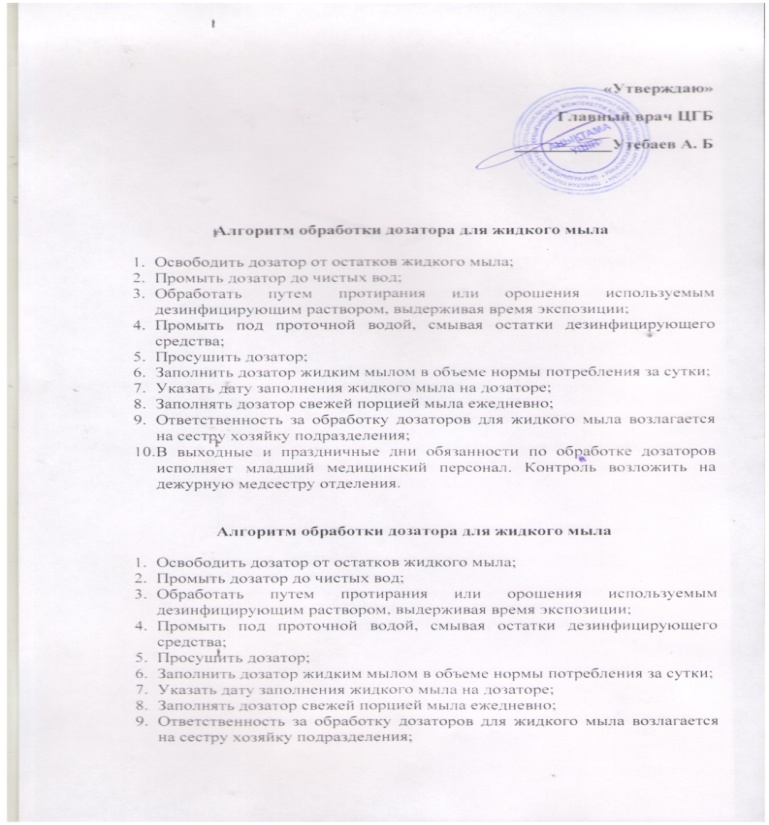 «Утверждаю»
Главный врач ЦГБ
____________Утебаев А. Б
АНЫҚТАМА
ҮШІН
Алгоритм обработки дозатора для жидкого мыла
1. Освободить дозатор от остатков жидкого мыла;
2. Промыть дозатор до чистых вод;
3. Обработать путем протирания или орошения используемым
дезинфицирующим раствором, выдерживая время экспозиции;
4. Промыть под проточной водой, смывая остатки дезинфицирующего
средства;
5. Просушить дозатор;
6. Заполнить дозатор жидким мылом в объеме нормы потребления за сутки;
7. Указать дату заполнения жидкого мыла на дозаторе;
8. Заполнять дозатор свежей порцией мыла ежедневно;
9. Ответственность за обработку дозаторов для жидкого мыла возлагается
на сестру хозяйку подразделения;
10.В выходные и праздничные дни обязанности по обработке дозаторов
исполняет младший медицинский персонал. Контроль возложить на
дежурную медсестру отделения.
Алгоритм обработки дозатора для жидкого мыла
1. Освободить дозатор от остатков жидкого мыла;
2. Промыть дозатор до чистых вод;
3. Обработать путем протирания или орошения используемым
дезинфицирующим раствором, выдерживая время экспозиции;
4. Промыть под проточной водой, смывая остатки дезинфицирующего
средства;
5. Просушить дозатор;
6. Заполнить дозатор жидким мылом в объеме нормы потребления за сутки;
7. Указать дату заполнения жидкого мыла на дозаторе;
8. Заполнять дозатор свежей порцией мыла ежедневно;
9. Ответственность за обработку дозаторов для жидкого мыла возлагается
на сестру хозяйку подразделения;